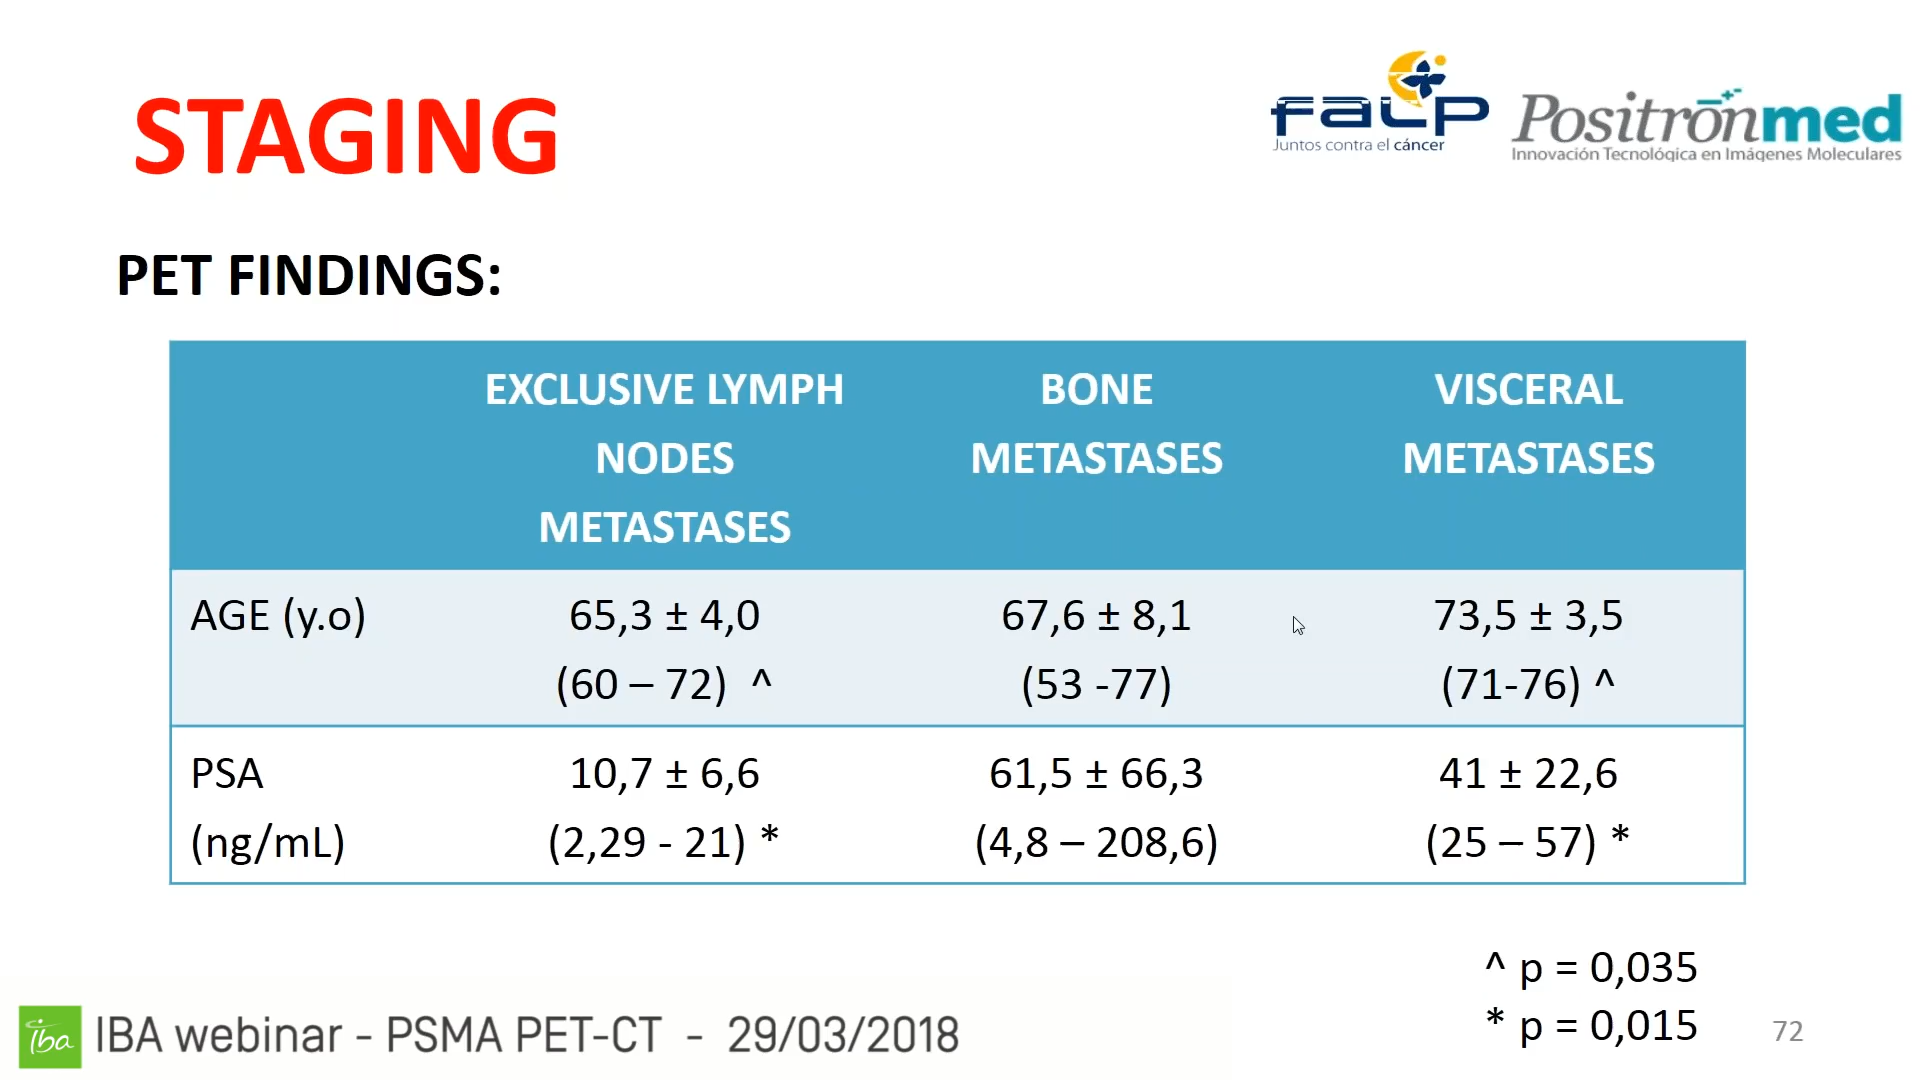 STAGING
falp
Juntos contra el cáncer
Positronmed
Innovación Tecnológica en Imágenes Moleculares
PET FINDINGS:
EXCLUSIVE LYMPH NODES METASTASES
BONE METASTASES
VISCERAL METASTASES
AGE (y.o)
65,3 ± 4,0
(60 – 72) ^
67,6 ± 8,1
(53 -77)
73,5 ± 3,5
(71-76) ^
PSA
(ng/mL)
10,7 ± 6,6
(2,29 - 21) *
61,5 ± 66,3
(4,8 – 208,6)
41 ± 22,6
(25 – 57) *
^ p = 0,035
* p = 0,015
iba
IBA webinar - PSMA PET-CT - 29/03/2018
72